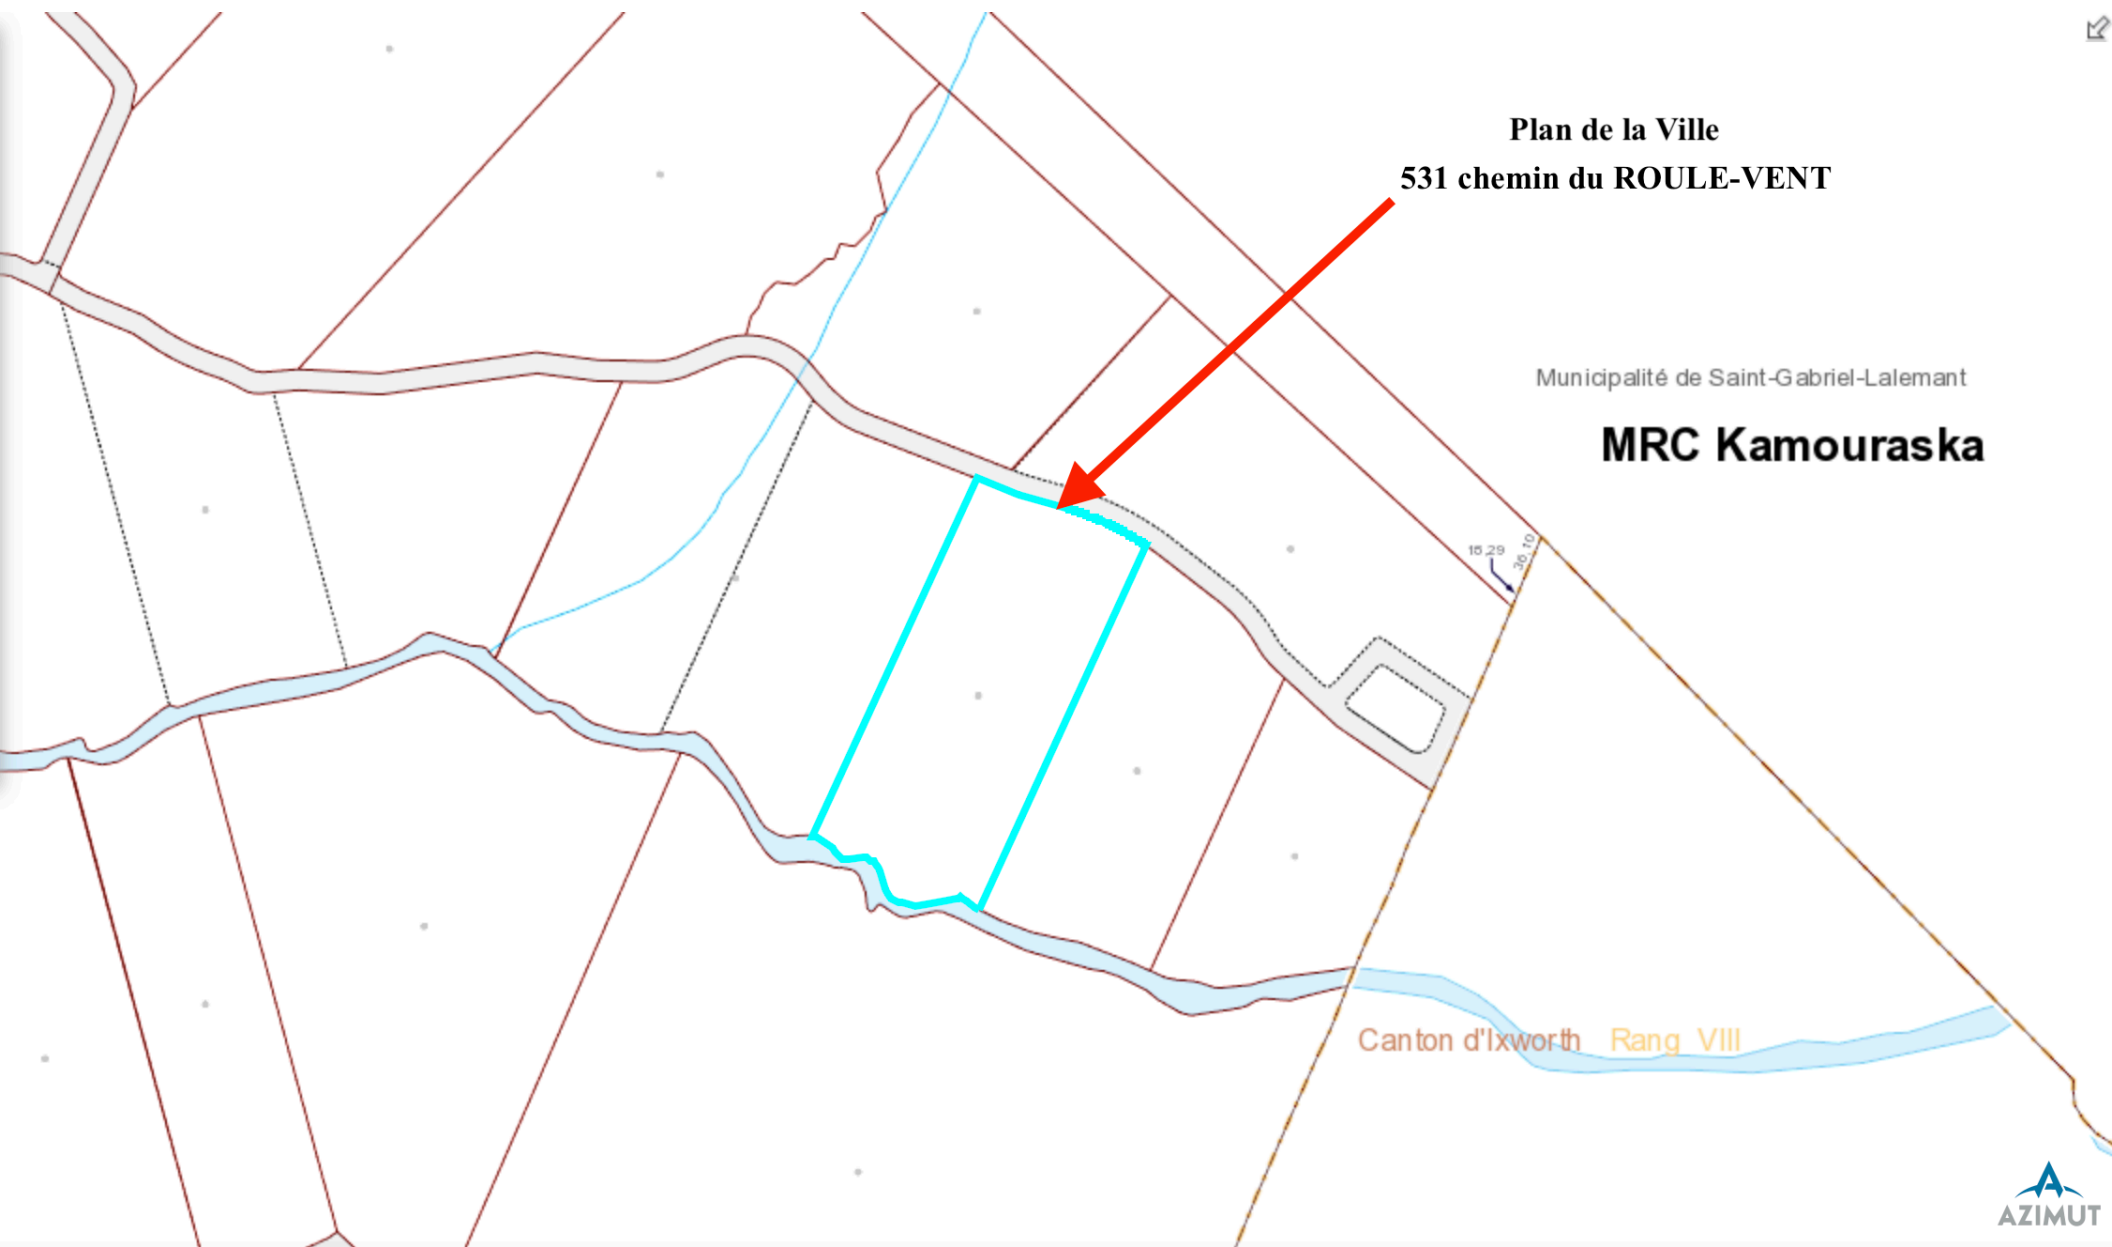 Plan de la Ville
531 chemin du ROULE-VENT
Municipalité de Saint-Gabriel-Lalemant
MRC Kamouraska
15,29
36,10
Canton d'Ixworth Rang VIII
AZIMUT